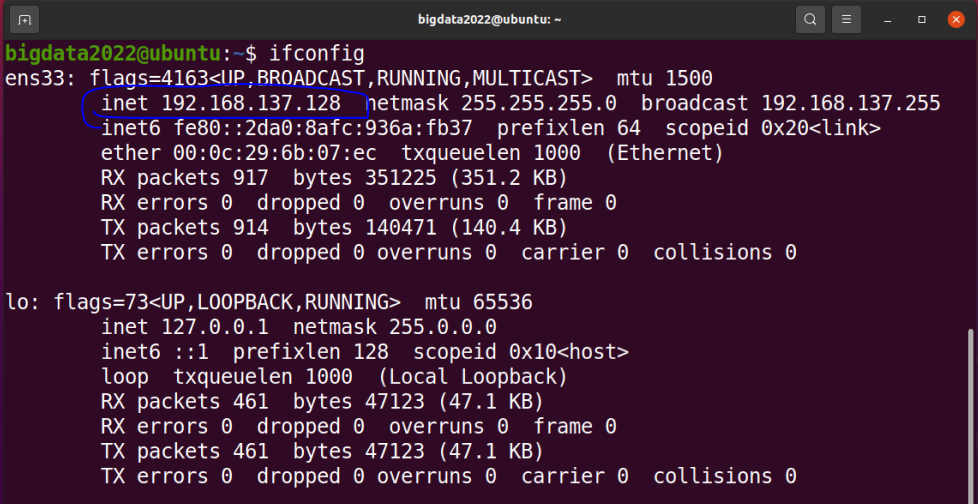 bigdata2022@ubuntu: ~
bigdata2022@ubuntu:~$ ifconfig
ens33: flags=4163<UP,BROADCAST,RUNNING,MULTICAST>  mtu 1500
        inet 192.168.137.128  netmask 255.255.255.0  broadcast 192.168.137.255
        inet6 fe80::2da0:8afc:936a:fb37  prefixlen 64  scopeid 0x20<link>
        ether 00:0c:29:6b:07:ec  txqueuelen 1000  (Ethernet)
        RX packets 917  bytes 351225 (351.2 KB)
        RX errors 0  dropped 0  overruns 0  frame 0
        TX packets 914  bytes 140471 (140.4 KB)
        TX errors 0  dropped 0 overruns 0  carrier 0  collisions 0
lo: flags=73<UP,LOOPBACK,RUNNING>  mtu 65536
        inet 127.0.0.1  netmask 255.0.0.0
        inet6 ::1  prefixlen 128  scopeid 0x10<host>
        loop  txqueuelen 1000  (Local Loopback)
        RX packets 461  bytes 47123 (47.1 KB)
        RX errors 0  dropped 0  overruns 0  frame 0
        TX packets 461  bytes 47123 (47.1 KB)
        TX errors 0  dropped 0 overruns 0  carrier 0  collisions 0